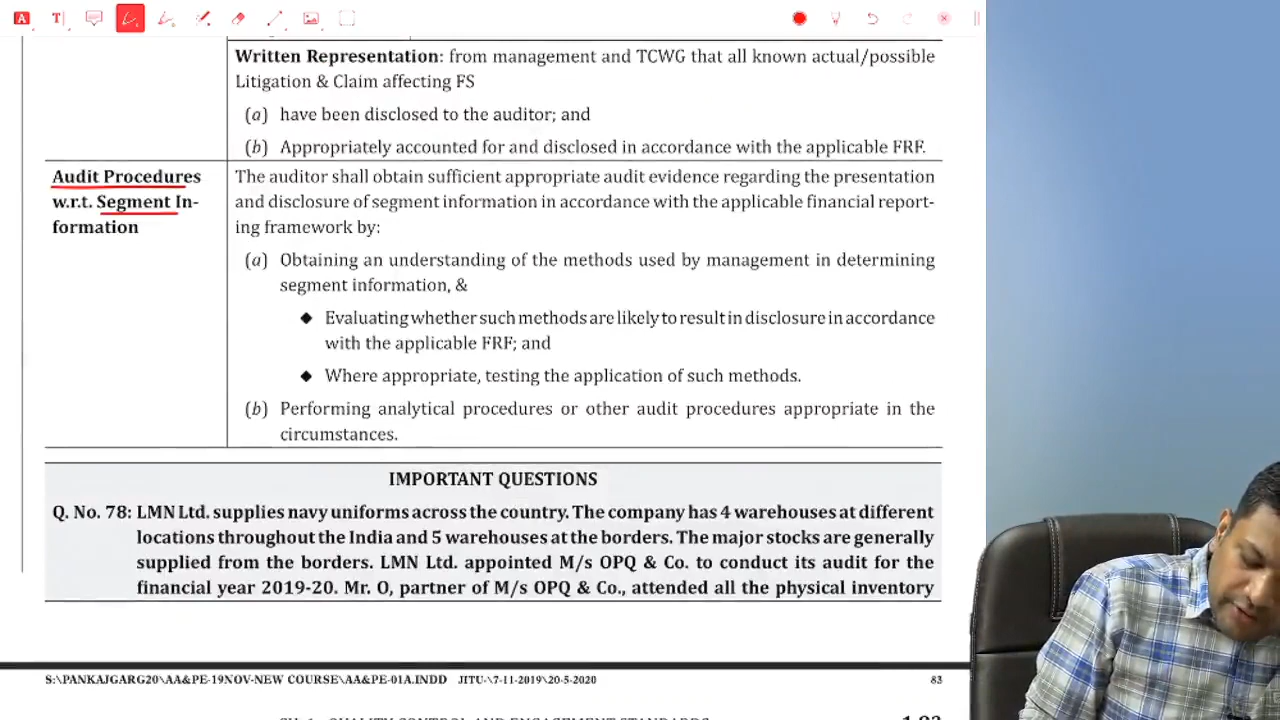 Written Representation: from management and TCWG that all known actual/possible
Litigation & Claim affecting FS
(a) have been disclosed to the auditor; and
(b) Appropriately accounted for and disclosed in accordance with the applicable FRF.
Audit Procedures
w.r.t. Segment In-
formation
The auditor shall obtain sufficient appropriate audit evidence regarding the presentation
and disclosure of segment information in accordance with the applicable financial report-
ing framework by:
(a) Obtaining an understanding of the methods used by management in determining
segment information, &
◆ Evaluating whether such methods are likely to result in disclosure in accordance
with the applicable FRF; and
◆ Where appropriate, testing the application of such methods.
(b) Performing analytical procedures or other audit procedures appropriate in the
circumstances.
IMPORTANT QUESTIONS
Q. No. 78: LMN Ltd. supplies navy uniforms across the country. The company has 4 warehouses at different
locations throughout the India and 5 warehouses at the borders. The major stocks are generally
supplied from the borders. LMN Ltd. appointed M/s OPQ & Co. to conduct its audit for the
financial year 2019-20. Mr. O, partner of M/s OPQ & Co., attended all the physical inventory
S:\PANKAJGARG20\AA&PE-19NOV-NEW COURSE\AA&PE-01A.INDD JITU-\7-11-2019\20-5-2020 83